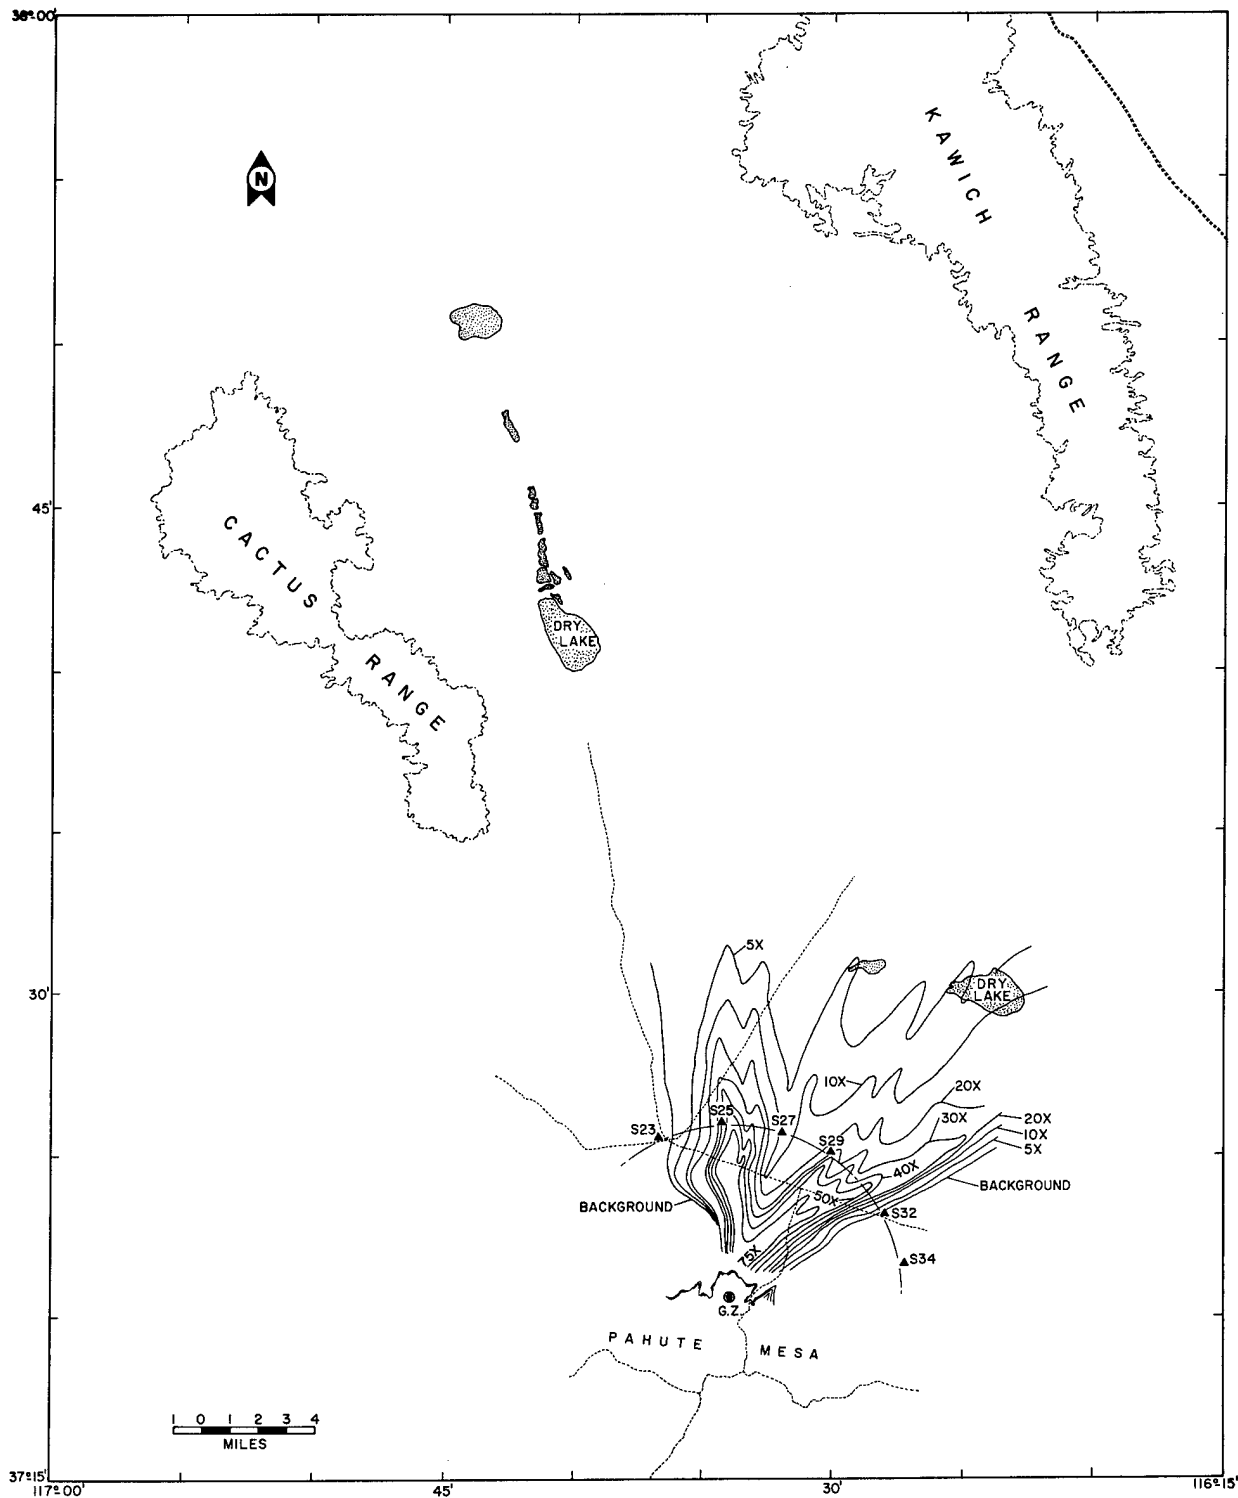 38°00'
N
KAWICH
RANGE
45'
CACTUS
RANGE
DRY
LAKE
5X
30'
DRY
LAKE
10X
20X
30X
20X
10X
5X
S23
S25
S27
S29
40X
50X
BACKGROUND
BACKGROUND
S32
75X
S34
G.Z.
PAHUTE MESA
1 0 1 2 3 4
MILES
37°15'
117°00'
45'
30'
116°15'